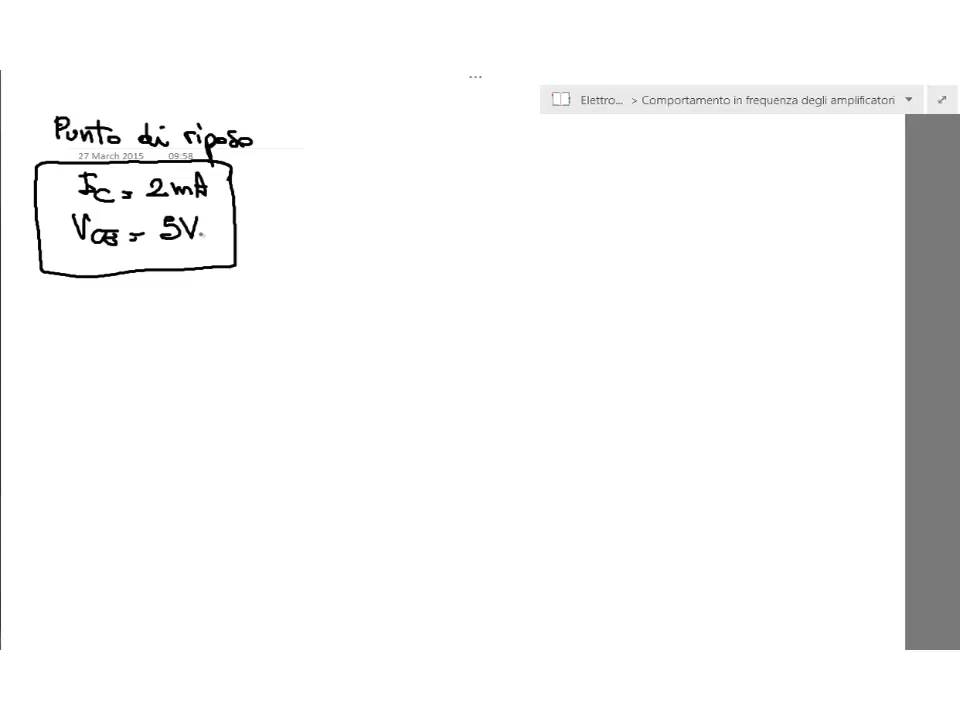 ...
Elettro... > Comportamento in frequenza degli amplificatori
Punto di riposo
27 March 2015 09:58
IC = 2mA
VCE = 5V.